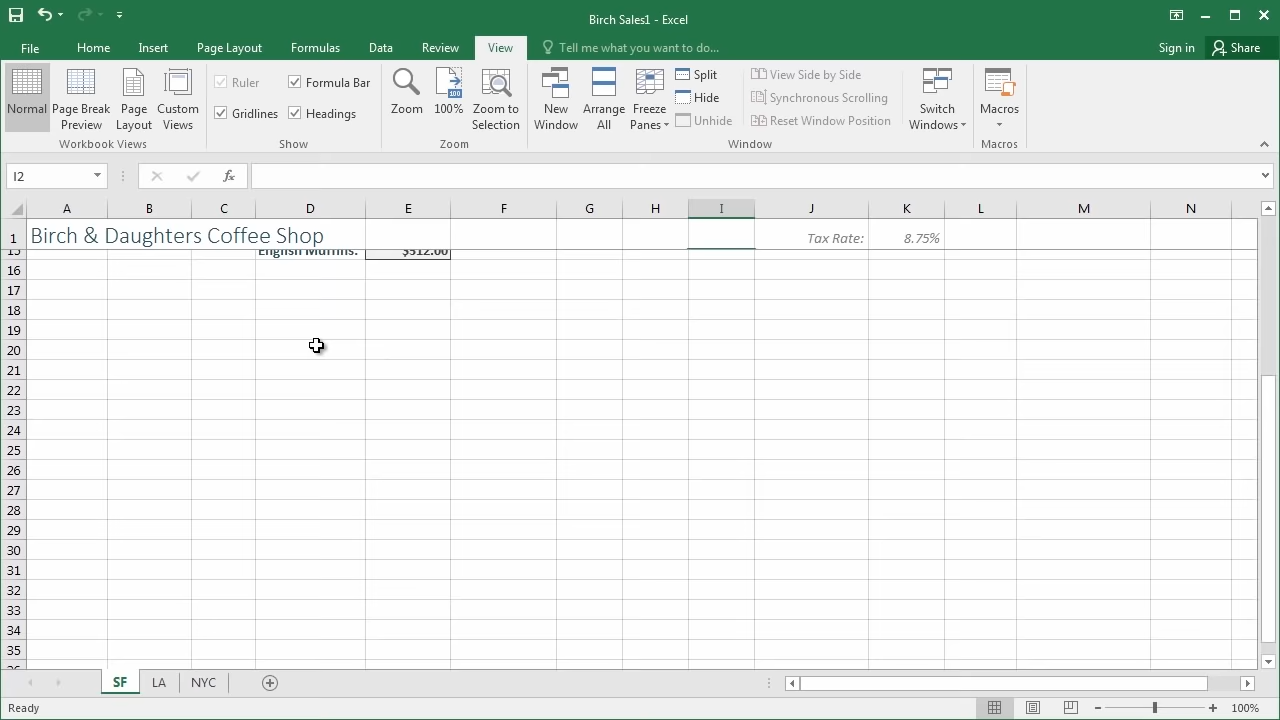 Birch Sales1 - Excel
File Home Insert Page Layout Formulas Data Review View Tell me what you want to do... Sign in Share
Normal
Page Break
Preview
Page
Layout
Custom
Views
Workbook Views
Ruler
Formula Bar
Gridlines
Headings
Show
Zoom
100
100%
Zoom to
Selection
Zoom
New
Window
Arrange
All
Freeze
Panes
Split
Hide
Unhide
View Side by Side
Synchronous Scrolling
Reset Window Position
Window
Switch
Windows
Macros
Macros
I2
fx
A B C D E F G H I J K L M N
1 Birch & Daughters Coffee Shop Tax Rate: 8.75%
15 English Muffins: $512.00
16
17
18
19
20
21
22
23
24
25
26
27
28
29
30
31
32
33
34
35
36
SF LA NYC
Ready 100%